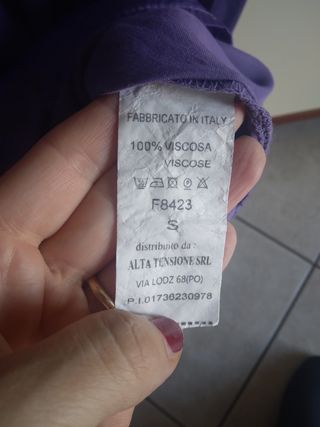 FABBRICATO IN ITALY
100% VISCOSA
VISCOSE
F8423
S
distribuito da :
ALTA TENSIONE SRL
VIA LODZ 68(PO)
P.I.01736230978